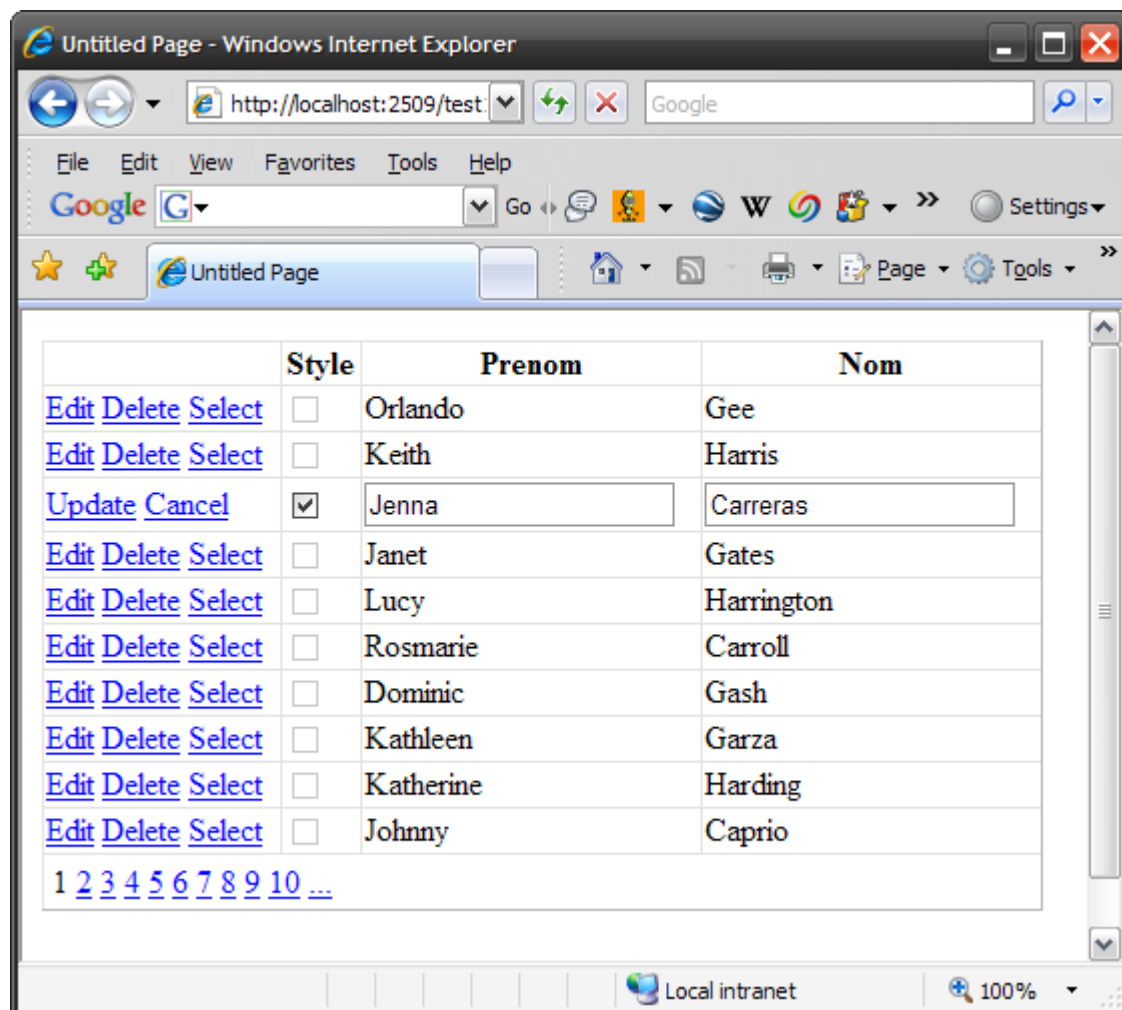 Untitled Page - Windows Internet Explorer
http://localhost:2509/test
Google
File Edit View Favorites Tools Help
Google G Go W Settings
Untitled Page Page Tools
Style Prenom Nom
Edit Delete Select Orlando Gee
Edit Delete Select Keith Harris
Update Cancel Jenna Carreras
Edit Delete Select Janet Gates
Edit Delete Select Lucy Harrington
Edit Delete Select Rosmarie Carroll
Edit Delete Select Dominic Gash
Edit Delete Select Kathleen Garza
Edit Delete Select Katherine Harding
Edit Delete Select Johnny Caprio
1 2 3 4 5 6 7 8 9 10 ...
Local intranet 100%